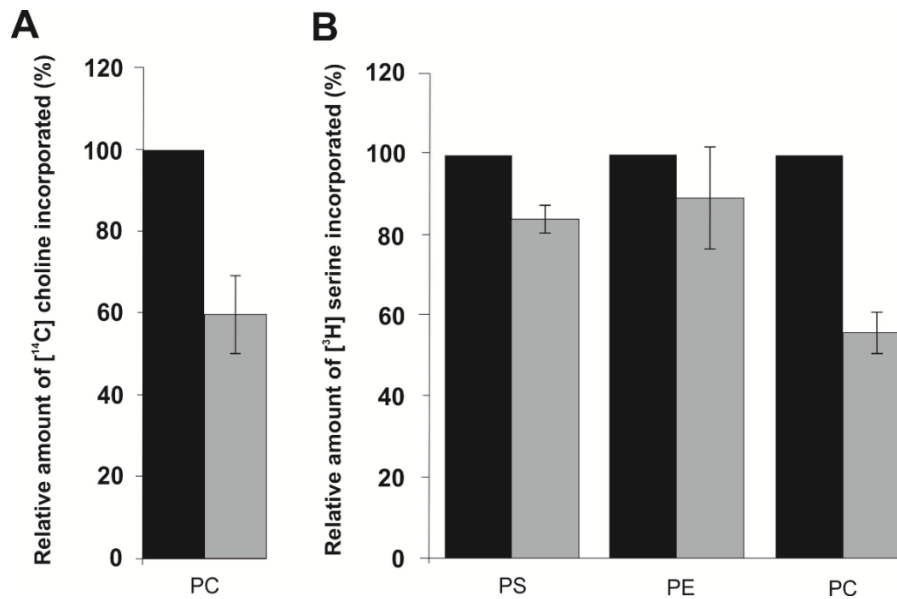 A
Relative amount of [¹⁴C] choline incorporated (%)
120
100
80
60
40
20
0
PC
B
Relative amount of [³H] serine incorporated (%)
120
100
80
60
40
20
0
PS PE PC